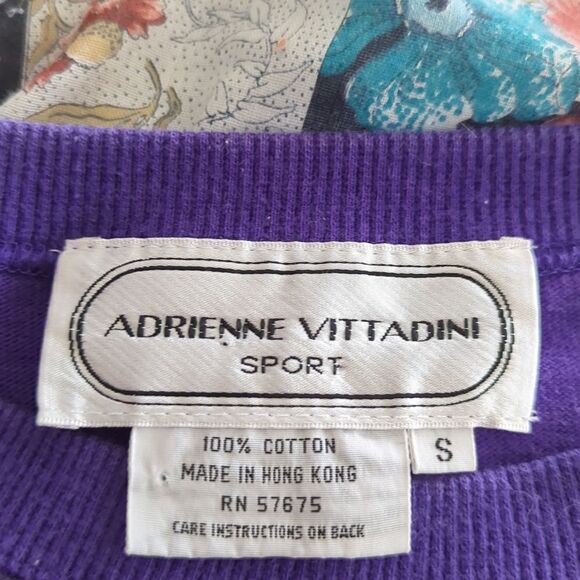 ADRIENNE VITTADINI
SPORT
100% COTTON
MADE IN HONG KONG
RN 57675
CARE INSTRUCTIONS ON BACK
S